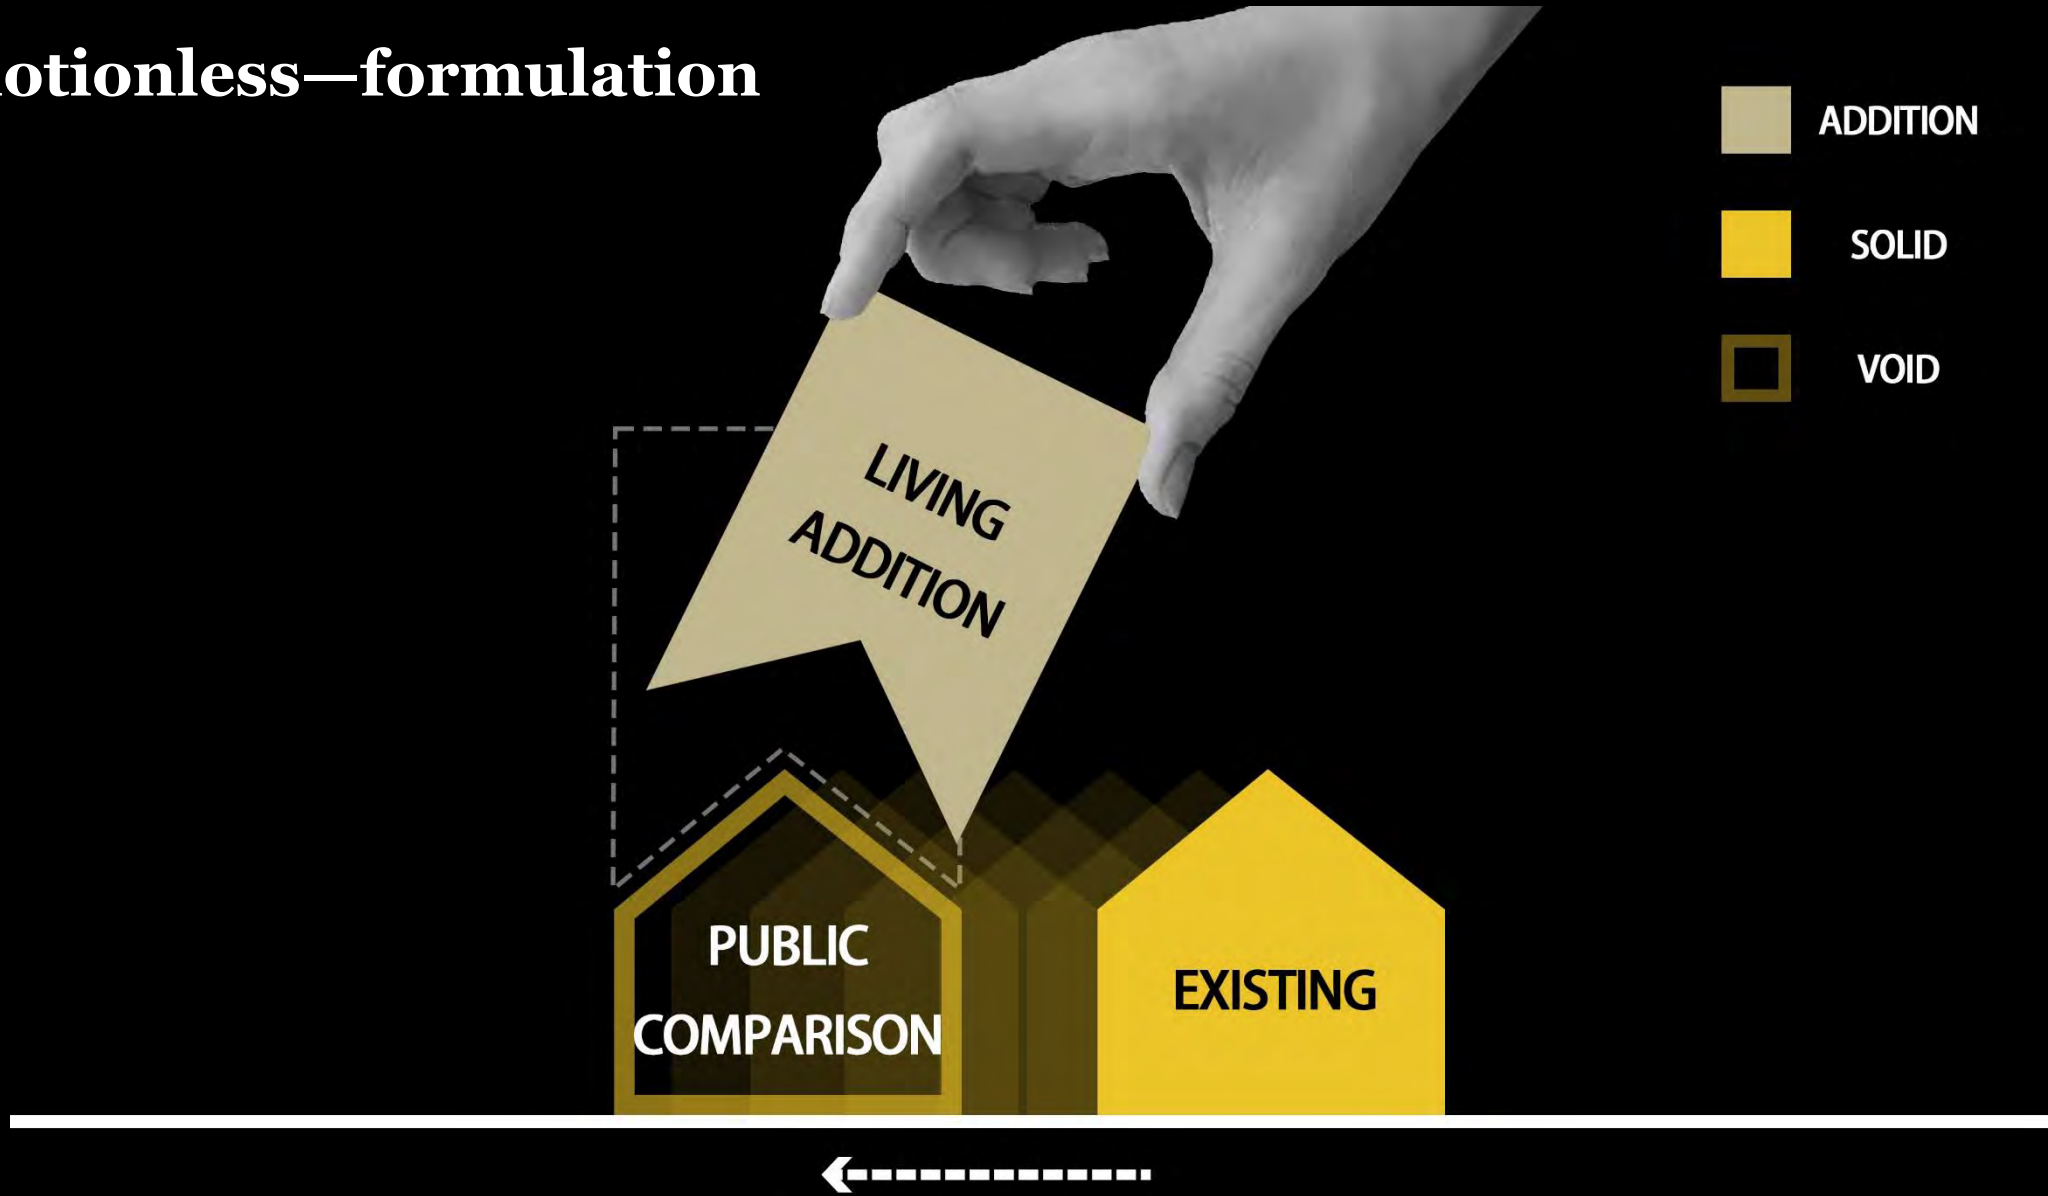 otionless—formulation
ADDITION
SOLID
VOID
LIVING
ADDITION
PUBLIC
COMPARISON
EXISTING